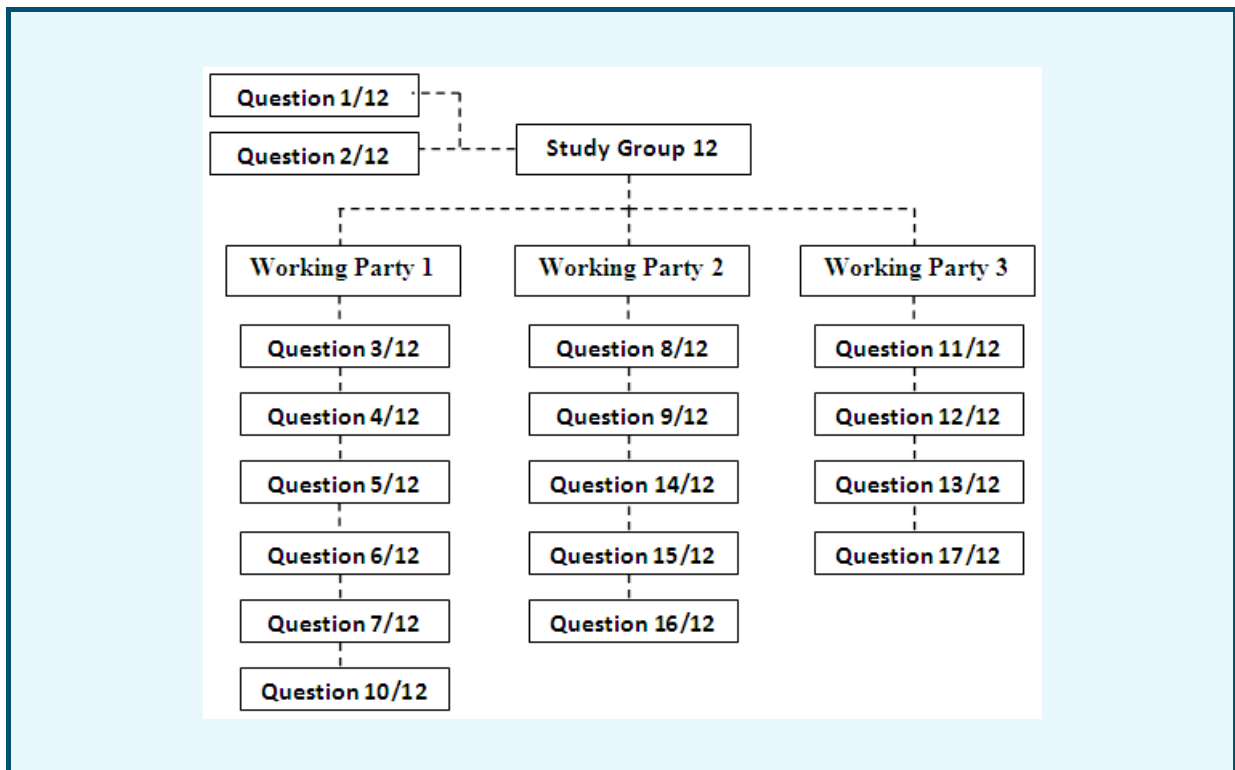 Question 1/12
Question 2/12
Study Group 12
Working Party 1
Working Party 2
Working Party 3
Question 3/12
Question 8/12
Question 11/12
Question 4/12
Question 9/12
Question 12/12
Question 5/12
Question 14/12
Question 13/12
Question 6/12
Question 15/12
Question 17/12
Question 7/12
Question 16/12
Question 10/12